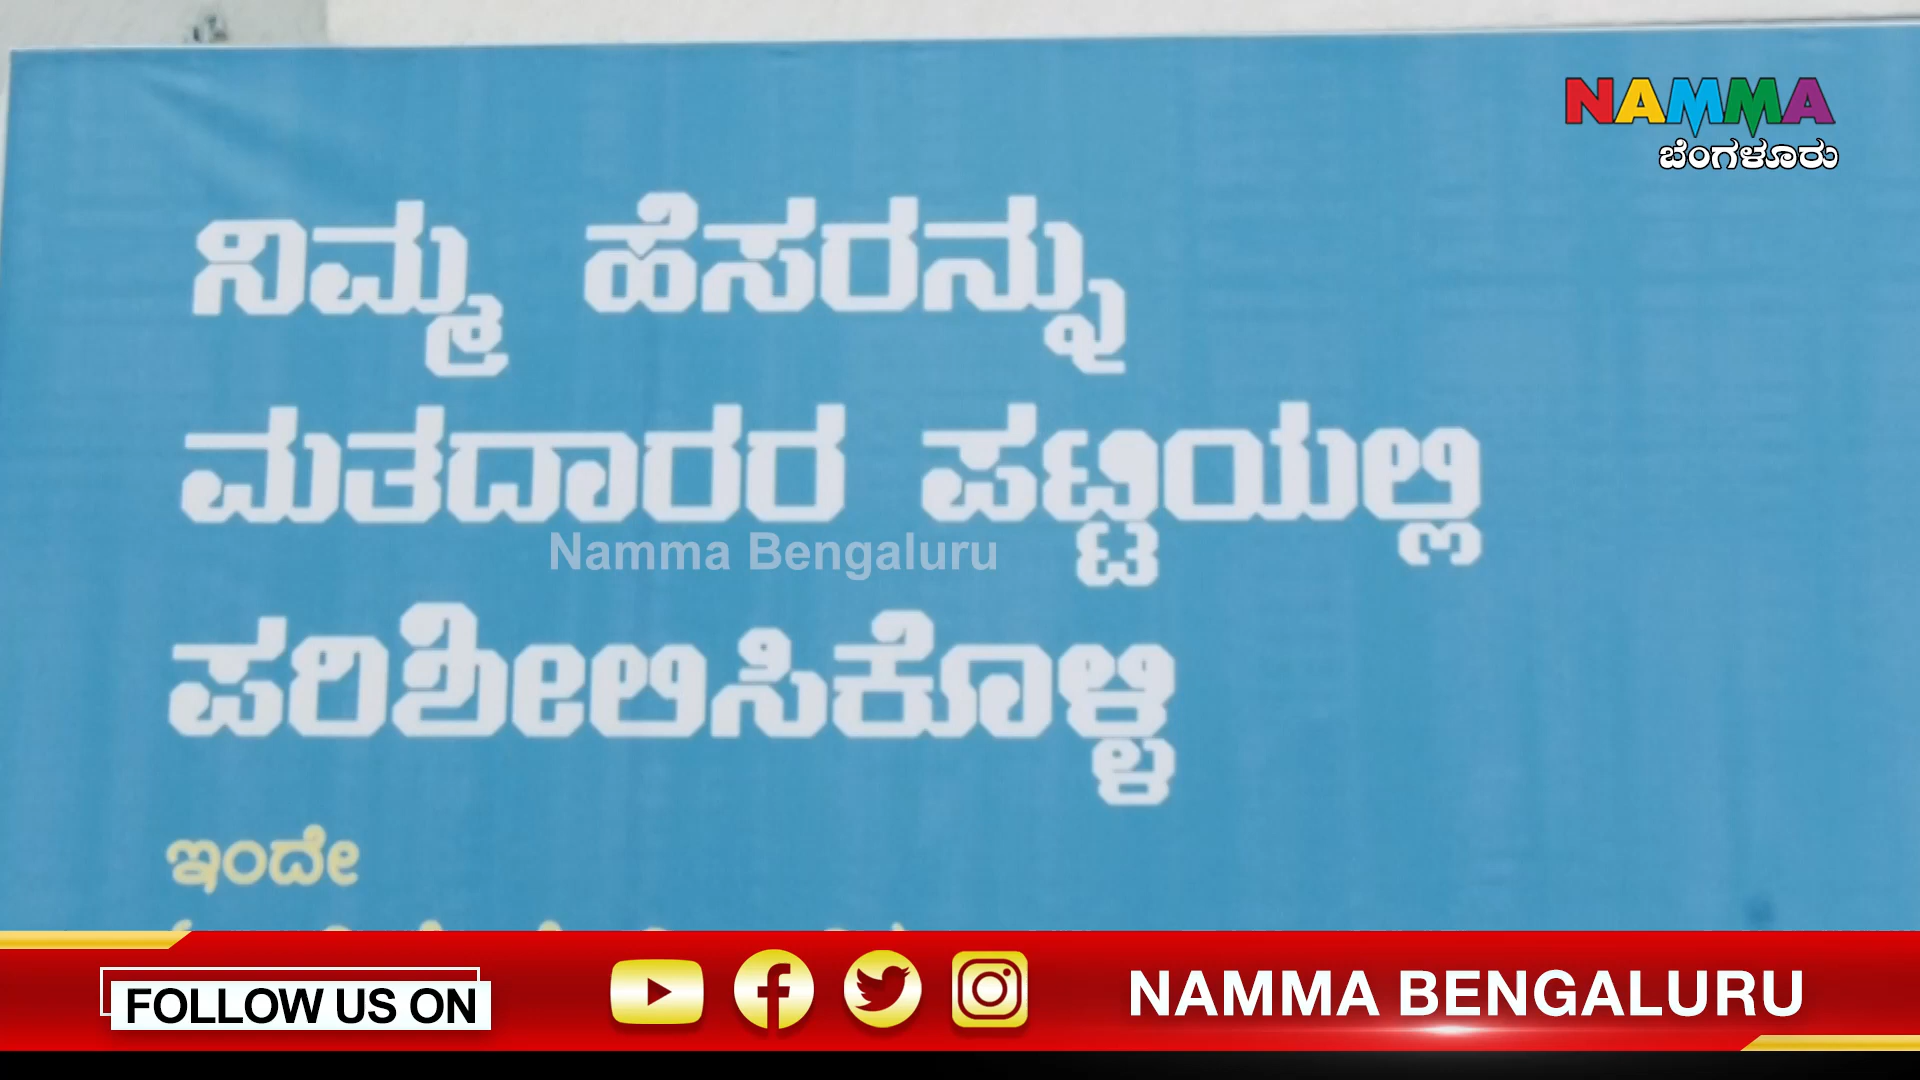 NAMMA
ಬೆಂಗಳೂರು
ನಿಮ್ಮ ಹೆಸರನ್ನು
ಮತದಾರರ ಪಟ್ಟಿಯಲ್ಲಿ
Namma Bengaluru
ಪರಿಶೀಲಿಸಿಕೊಳ್ಳಿ
ಇಂದೇ
FOLLOW US ON
NAMMA BENGALURU